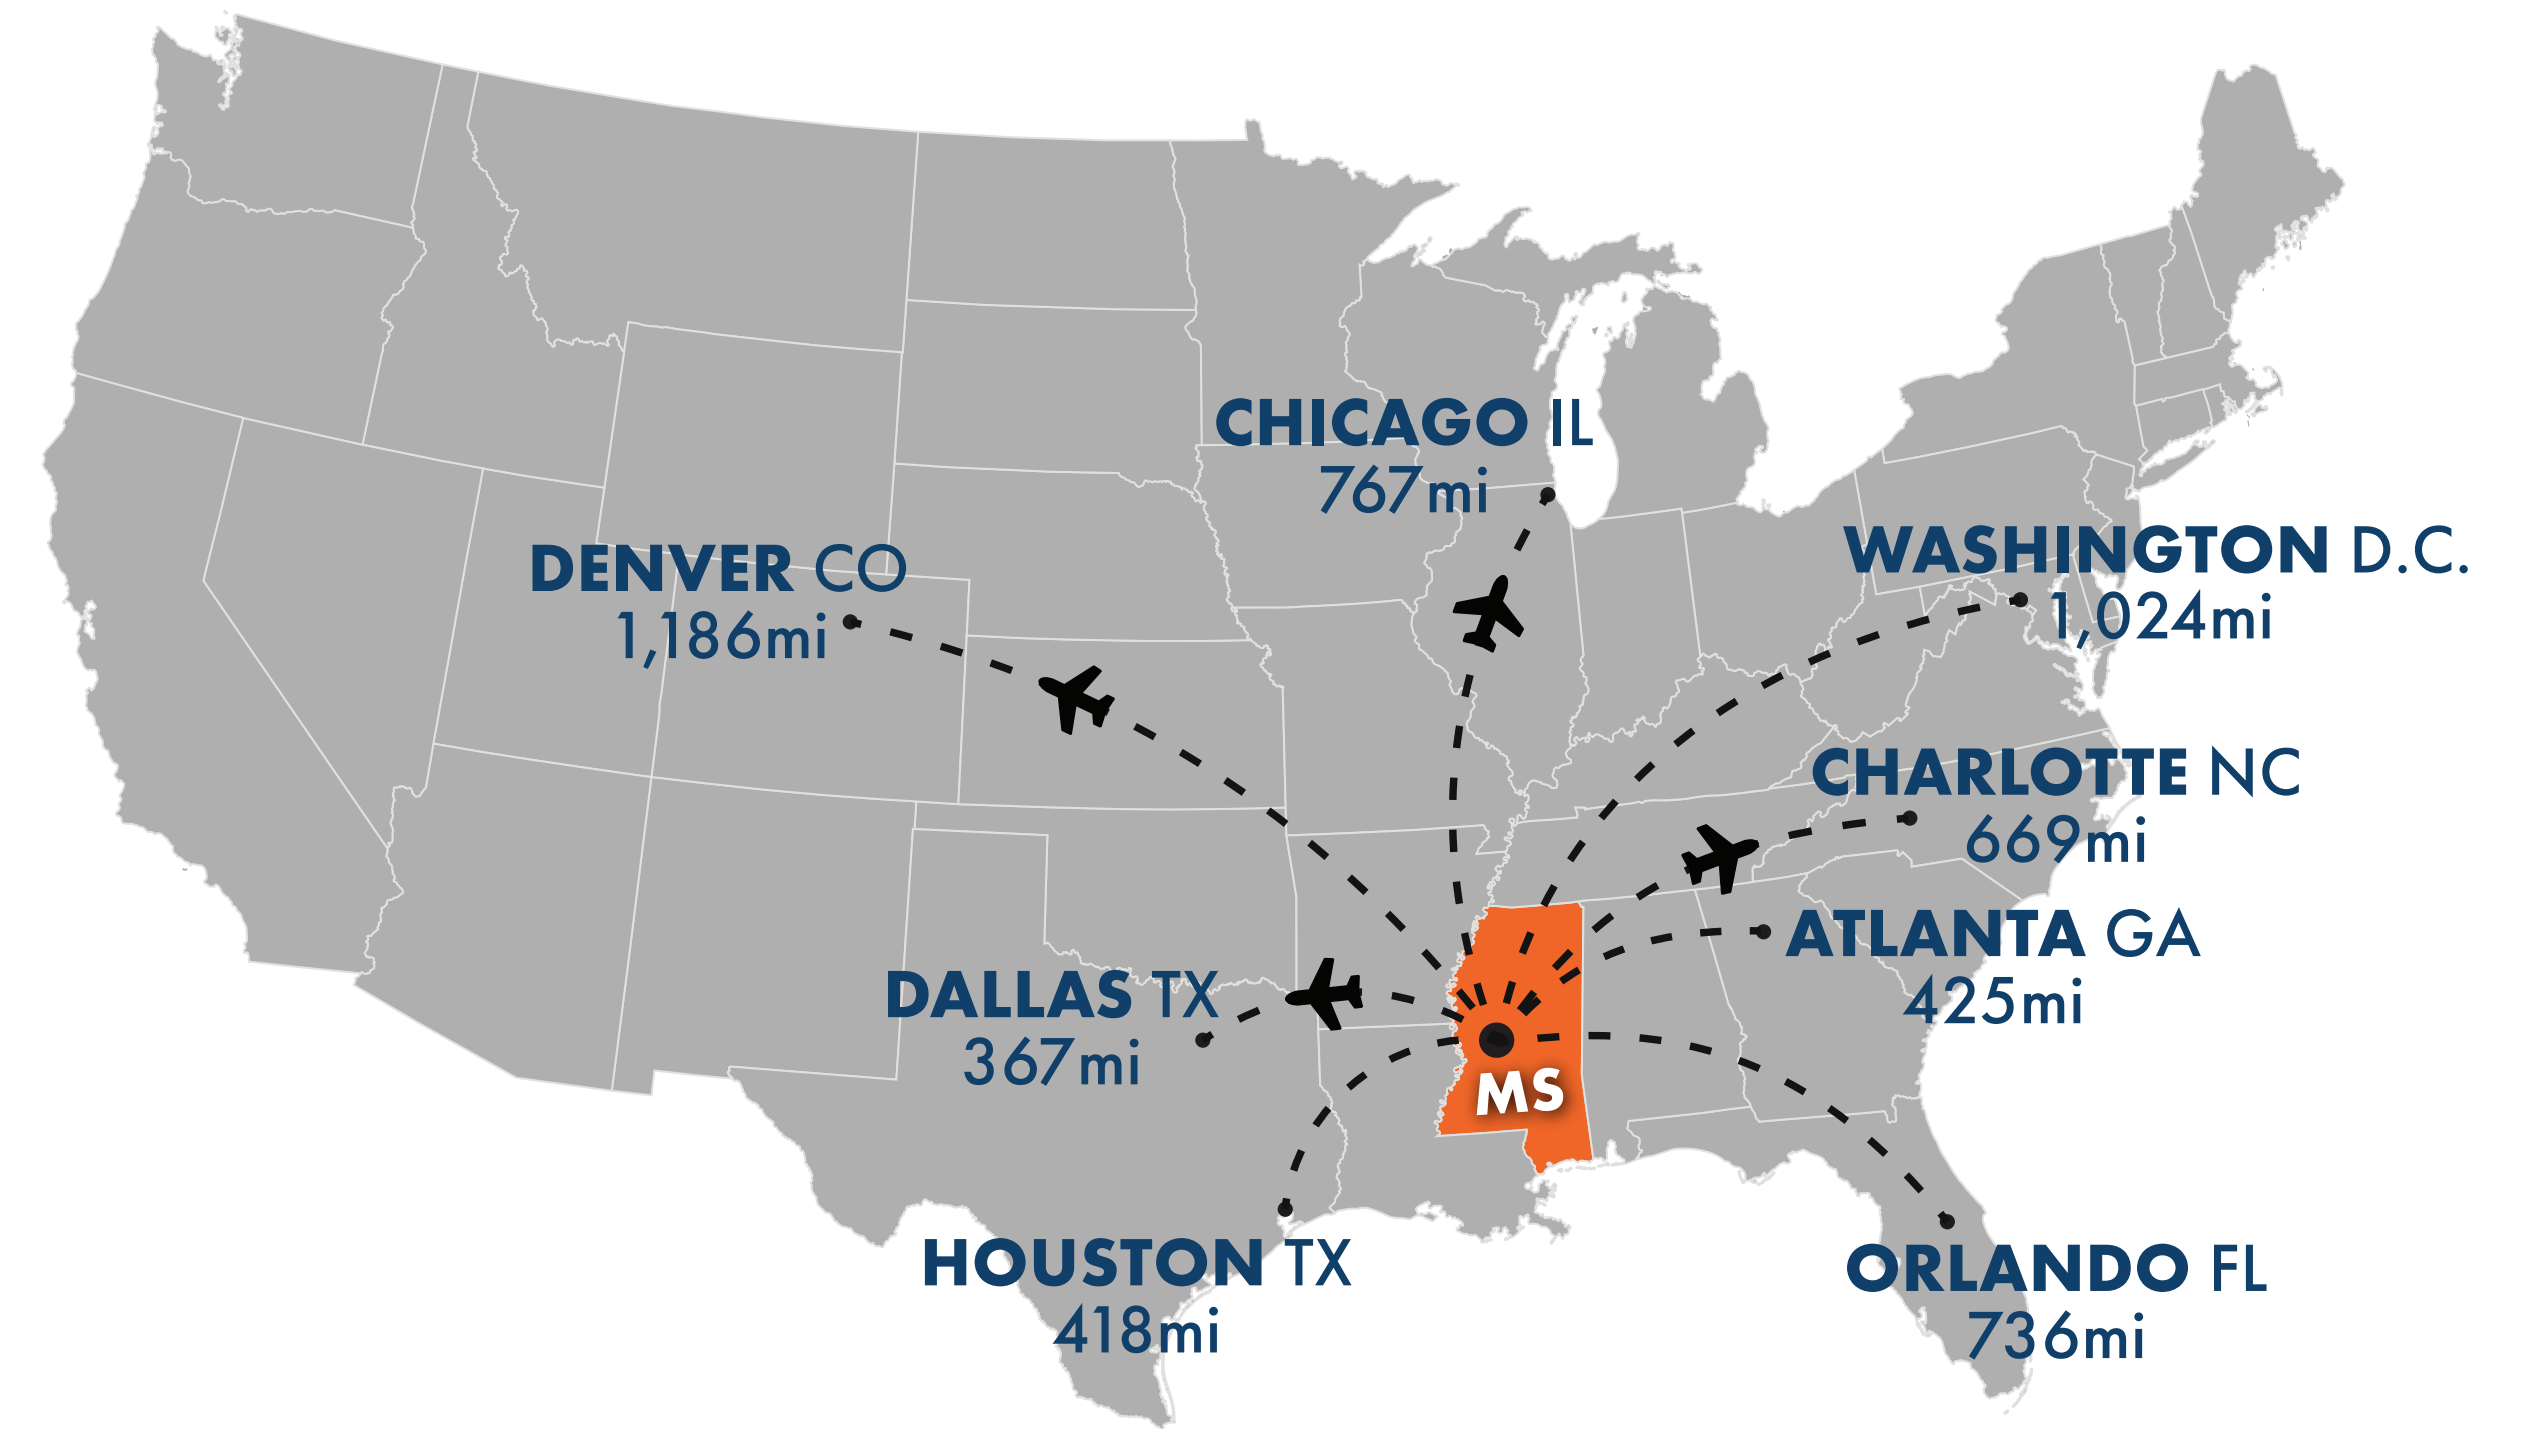 CHICAGO IL
767mi
WASHINGTON D.C.
1,024mi
DENVER CO
1,186mi
CHARLOTTE NC
669mi
ATLANTA GA
425mi
DALLAS TX
367mi
MS
HOUSTON TX
418mi
ORLANDO FL
736mi